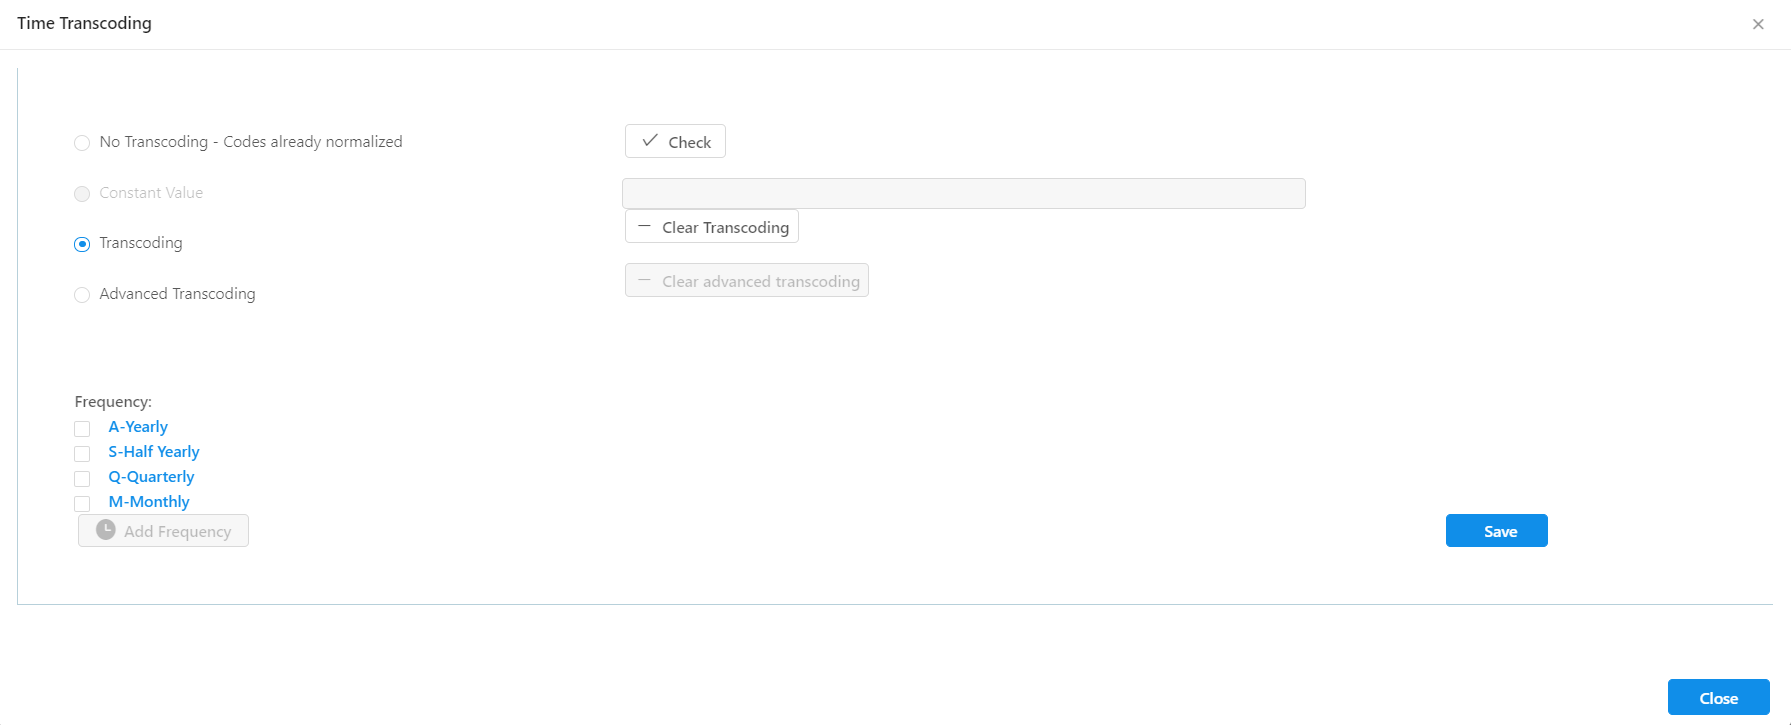 Time Transcoding
No Transcoding - Codes already normalized
Check
Constant Value
Clear Transcoding
Transcoding
Clear advanced transcoding
Advanced Transcoding
Frequency:
A-Yearly
S-Half Yearly
Q-Quarterly
M-Monthly
Add Frequency
Save
Close